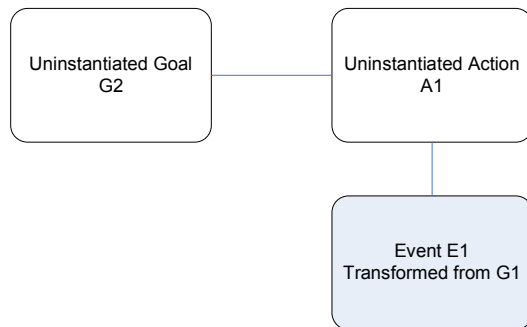 Uninstantiated Goal
G2
Uninstantiated Action
A1
Event E1
Transformed from G1